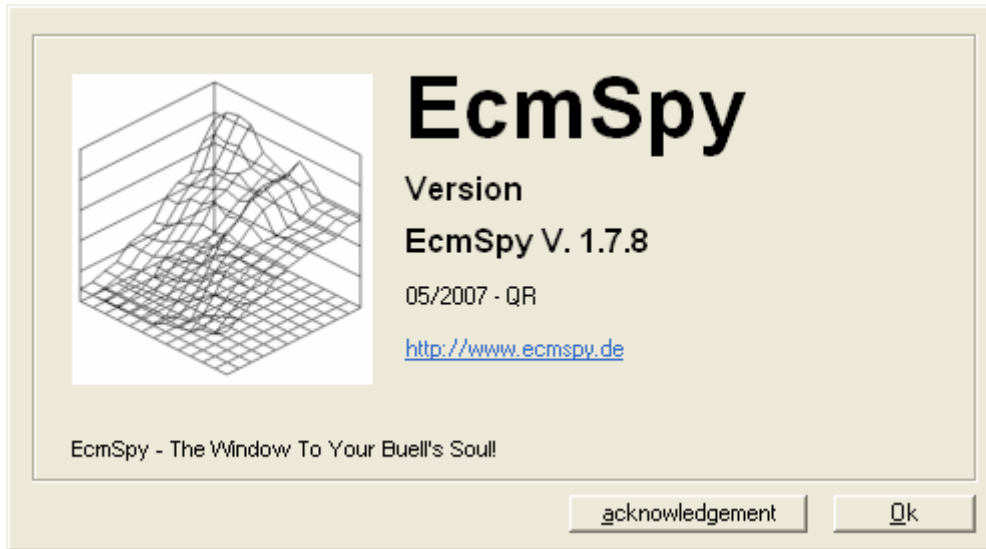 EcmSpy
Version
EcmSpy V. 1.7.8
05/2007 - QR
http://www.ecmspy.de
EcmSpy - The Window To Your Buell's Soul!
acknowledgement
Ok